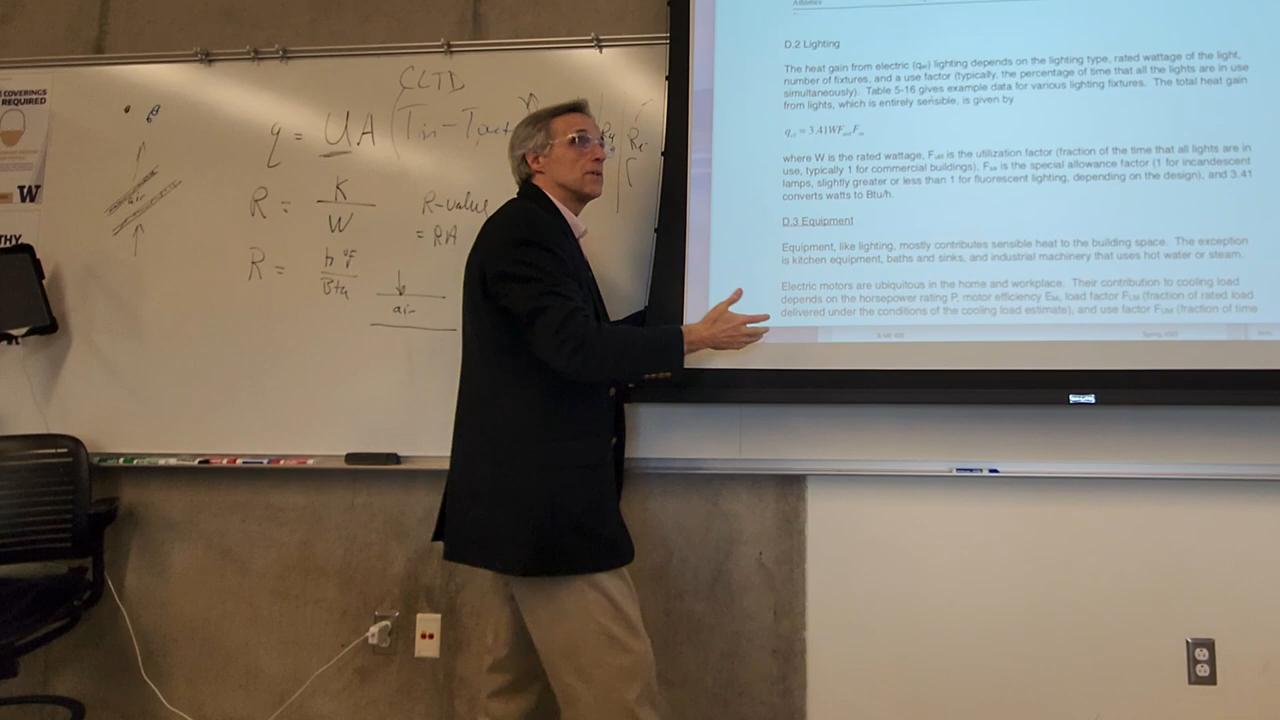 COVERINGS
REQUIRED
W
THY
CLTD
q = UA (Tin - Tout
R = K / W
R-value
= RA
R = h °F / Btu
air
air
D.2 Lighting
The heat gain from electric (qel) lighting depends on the lighting type, rated wattage of the light,
number of fixtures, and a use factor (typically, the percentage of time that all the lights are in use
simultaneously). Table 5-16 gives example data for various lighting fixtures. The total heat gain
from lights, which is entirely sensible, is given by
where W is the rated wattage, is the utilization factor (fraction of the time that all lights are in
use, typically 1 for commercial buildings), is the special allowance factor (1 for incandescent
lamps, slightly greater or less than 1 for fluorescent lighting, depending on the design), and 3.41
converts watts to Btu/h.
D.3 Equipment
Equipment, like lighting, mostly contributes sensible heat to the building space. The exception
is kitchen equipment, baths and sinks, and industrial machinery that uses hot water or steam.
Electric motors are ubiquitous in the home and workplace. Their contribution to cooling load
depends on the horsepower rating P, motor efficiency EM, load factor FLM (fraction of rated load
delivered under the conditions of the cooling load estimate), and use factor FUM (fraction of time